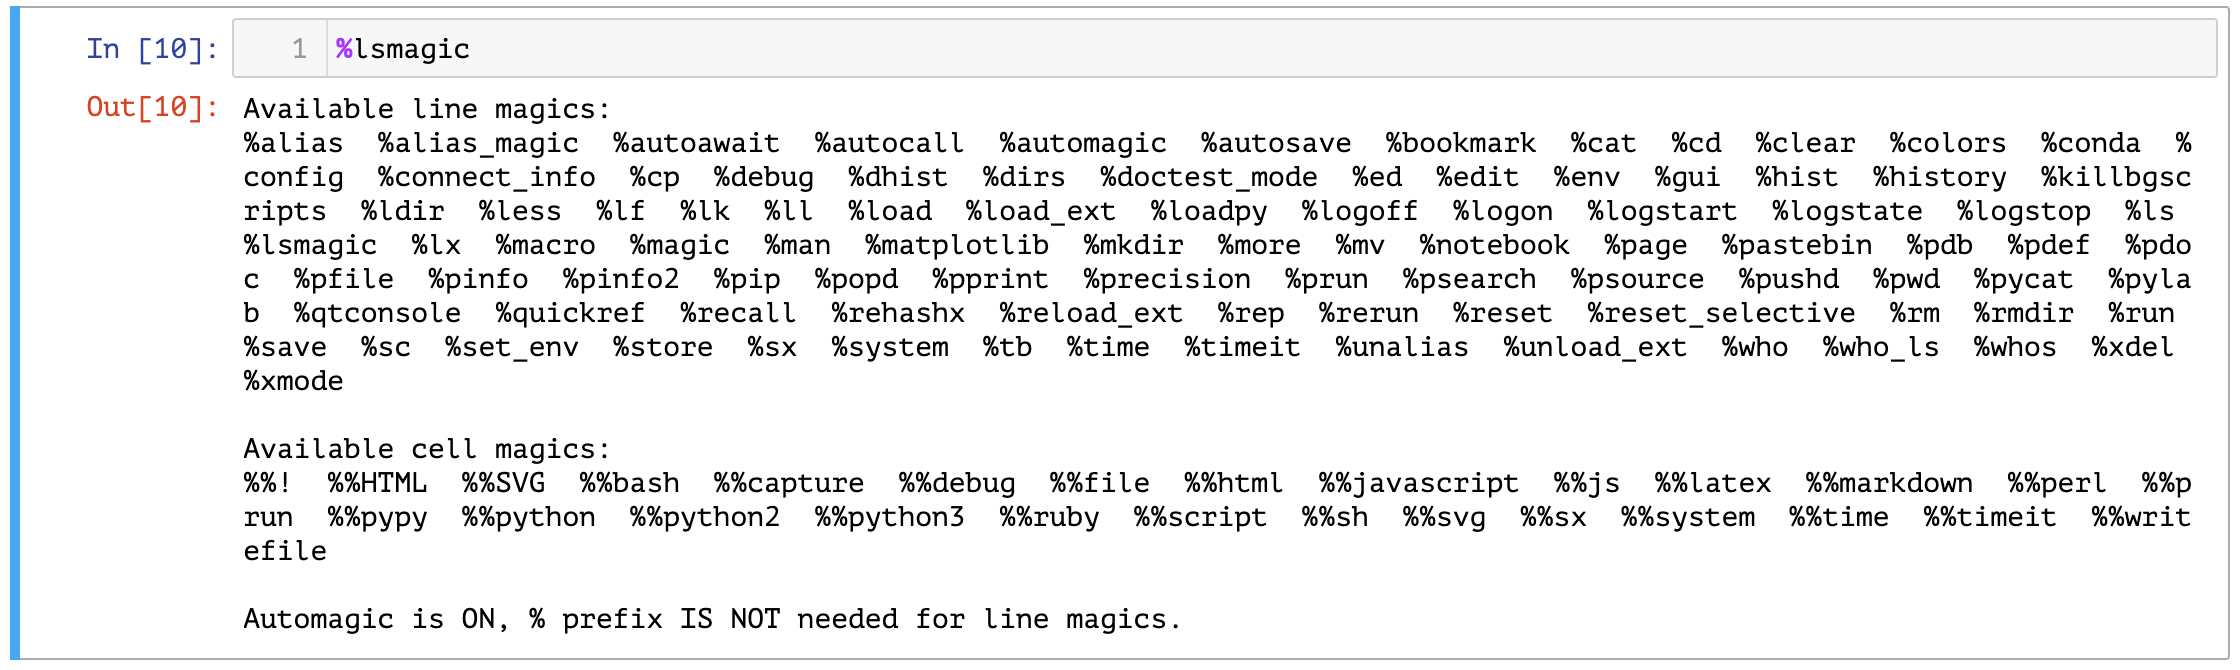 In [10]: 1 %lsmagic
Out[10]: Available line magics:
%alias  %alias_magic  %autoawait  %autocall  %automagic  %autosave  %bookmark  %cat  %cd  %clear  %colors  %conda  %
config  %connect_info  %cp  %debug  %dhist  %dirs  %doctest_mode  %ed  %edit  %env  %gui  %hist  %history  %killbgsc
ripts  %ldir  %less  %lf  %lk  %ll  %load  %load_ext  %loadpy  %logoff  %logon  %logstart  %logstate  %logstop  %ls
%lsmagic  %lx  %macro  %magic  %man  %matplotlib  %mkdir  %more  %mv  %notebook  %page  %pastebin  %pdb  %pdef  %pdo
c  %pfile  %pinfo  %pinfo2  %pip  %popd  %pprint  %precision  %prun  %psearch  %psource  %pushd  %pwd  %pycat  %pyla
b  %qtconsole  %quickref  %recall  %rehashx  %reload_ext  %rep  %rerun  %reset  %reset_selective  %rm  %rmdir  %run
%save  %sc  %set_env  %store  %sx  %system  %tb  %time  %timeit  %unalias  %unload_ext  %who  %who_ls  %whos  %xdel
%xmode
Available cell magics:
%%!  %%HTML  %%SVG  %%bash  %%capture  %%debug  %%file  %%html  %%javascript  %%js  %%latex  %%markdown  %%perl  %%p
run  %%pypy  %%python  %%python2  %%python3  %%ruby  %%script  %%sh  %%svg  %%sx  %%system  %%time  %%timeit  %%writ
efile
Automagic is ON, % prefix IS NOT needed for line magics.